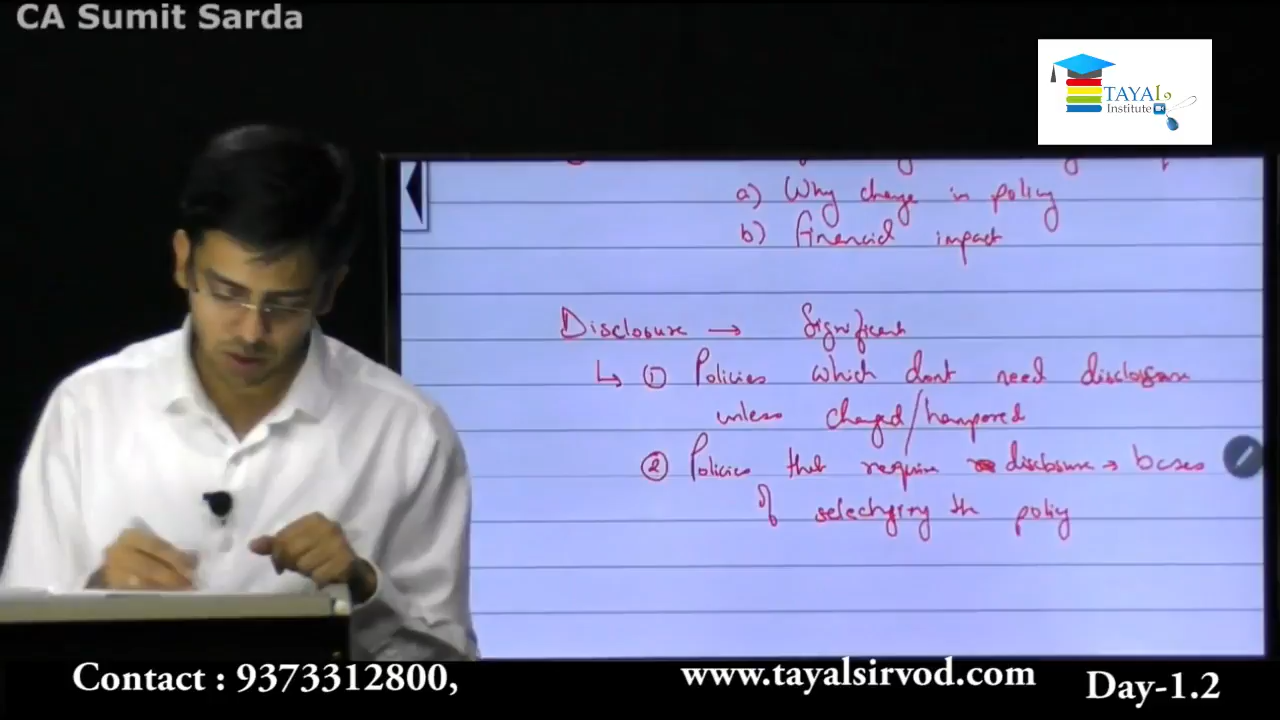 CA Sumit Sarda
TAYALs
Institute
a) Why change in policy
b) Financial impact
Disclosure → Significant
↳ ① Policies which dont need disclosure
unless changed/hampered
② Policies that require disclosure → bases
of selectying the policy
Contact : 9373312800,
www.tayalsirvod.com
Day-1.2